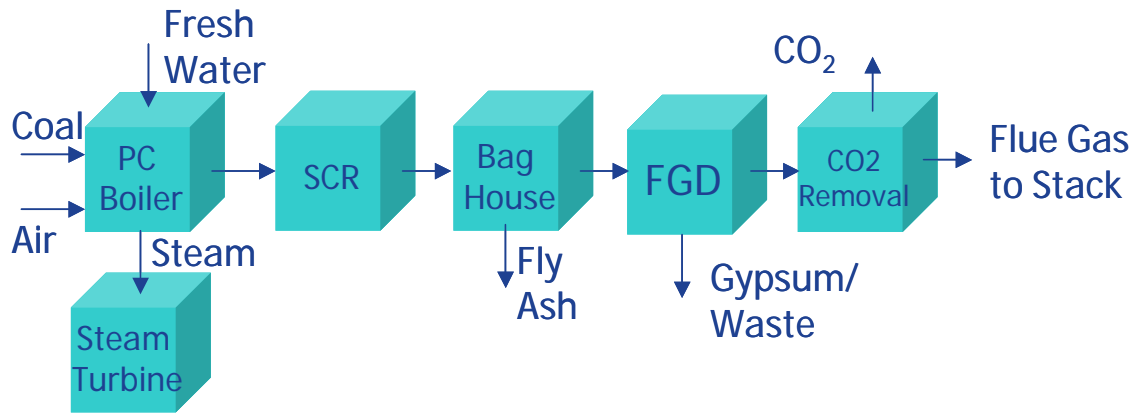 Fresh
Water
Coal
Air
PC
Boiler
Steam
Steam
Turbine
SCR
Bag
House
Fly
Ash
FGD
Gypsum/
Waste
CO₂
CO2
Removal
Flue Gas
to Stack